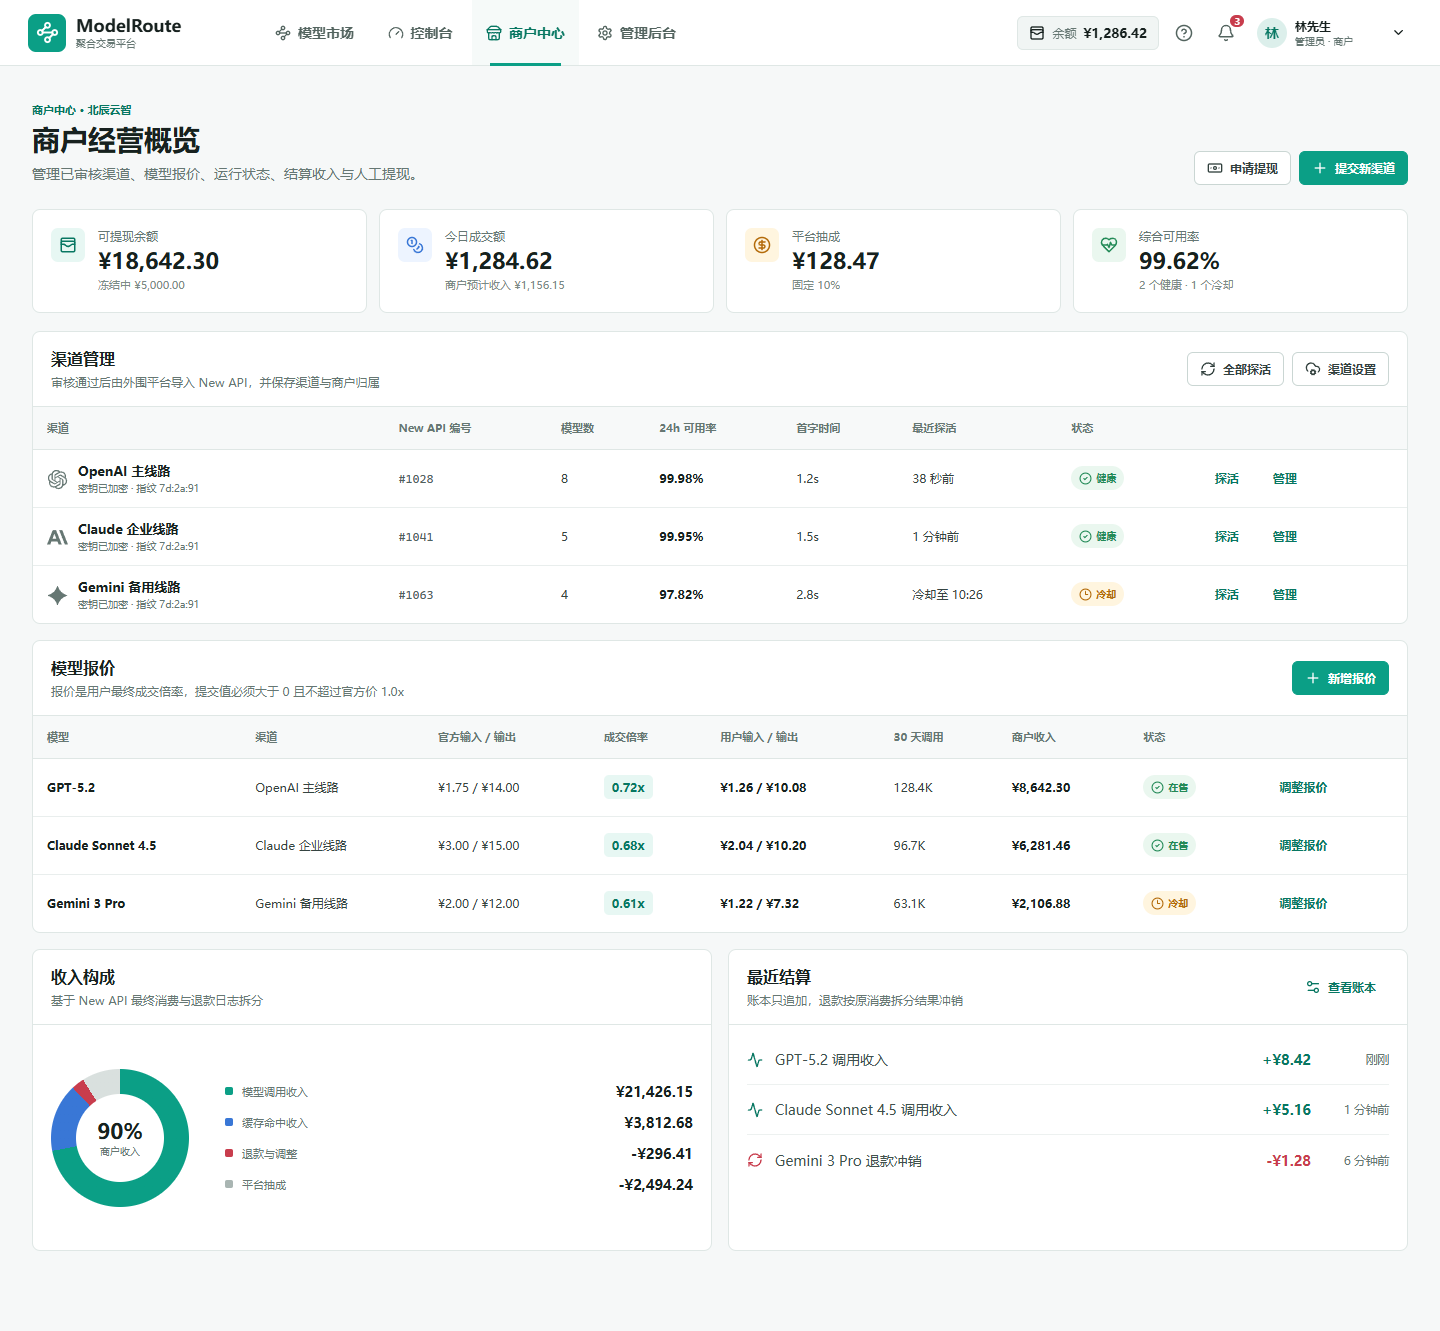 ModelRoute
聚合交易平台
模型市场
控制台
商户中心
管理后台
余额 ¥1,286.42
3
林
林先生
管理员 · 商户
商户中心 • 北辰云智
商户经营概览
管理已审核渠道、模型报价、运行状态、结算收入与人工提现。
申请提现
提交新渠道
可提现余额
¥18,642.30
冻结中 ¥5,000.00
今日成交额
¥1,284.62
商户预计收入 ¥1,156.15
平台抽成
¥128.47
固定 10%
综合可用率
99.62%
2 个健康 · 1 个冷却
渠道管理
审核通过后由外围平台导入 New API，并保存渠道与商户归属
全部探活
渠道设置
渠道 New API 编号 模型数 24h 可用率 首字时间 最近探活 状态
OpenAI 主线路
密钥已加密 · 指纹 7d:2a:91
#1028 8 99.98% 1.2s 38 秒前 健康 探活 管理
Claude 企业线路
密钥已加密 · 指纹 7d:2a:91
#1041 5 99.95% 1.5s 1 分钟前 健康 探活 管理
Gemini 备用线路
密钥已加密 · 指纹 7d:2a:91
#1063 4 97.82% 2.8s 冷却至 10:26 冷却 探活 管理
模型报价
报价是用户最终成交倍率，提交值必须大于 0 且不超过官方价 1.0x
新增报价
模型 渠道 官方输入 / 输出 成交倍率 用户输入 / 输出 30 天调用 商户收入 状态
GPT-5.2 OpenAI 主线路 ¥1.75 / ¥14.00 0.72x ¥1.26 / ¥10.08 128.4K ¥8,642.30 在售 调整报价
Claude Sonnet 4.5 Claude 企业线路 ¥3.00 / ¥15.00 0.68x ¥2.04 / ¥10.20 96.7K ¥6,281.46 在售 调整报价
Gemini 3 Pro Gemini 备用线路 ¥2.00 / ¥12.00 0.61x ¥1.22 / ¥7.32 63.1K ¥2,106.88 冷却 调整报价
收入构成
基于 New API 最终消费与退款日志拆分
90%
商户收入
模型调用收入 ¥21,426.15
缓存命中收入 ¥3,812.68
退款与调整 -¥296.41
平台抽成 -¥2,494.24
最近结算
账本只追加，退款按原消费拆分结果冲销
查看账本
GPT-5.2 调用收入 +¥8.42 刚刚
Claude Sonnet 4.5 调用收入 +¥5.16 1 分钟前
Gemini 3 Pro 退款冲销 -¥1.28 6 分钟前